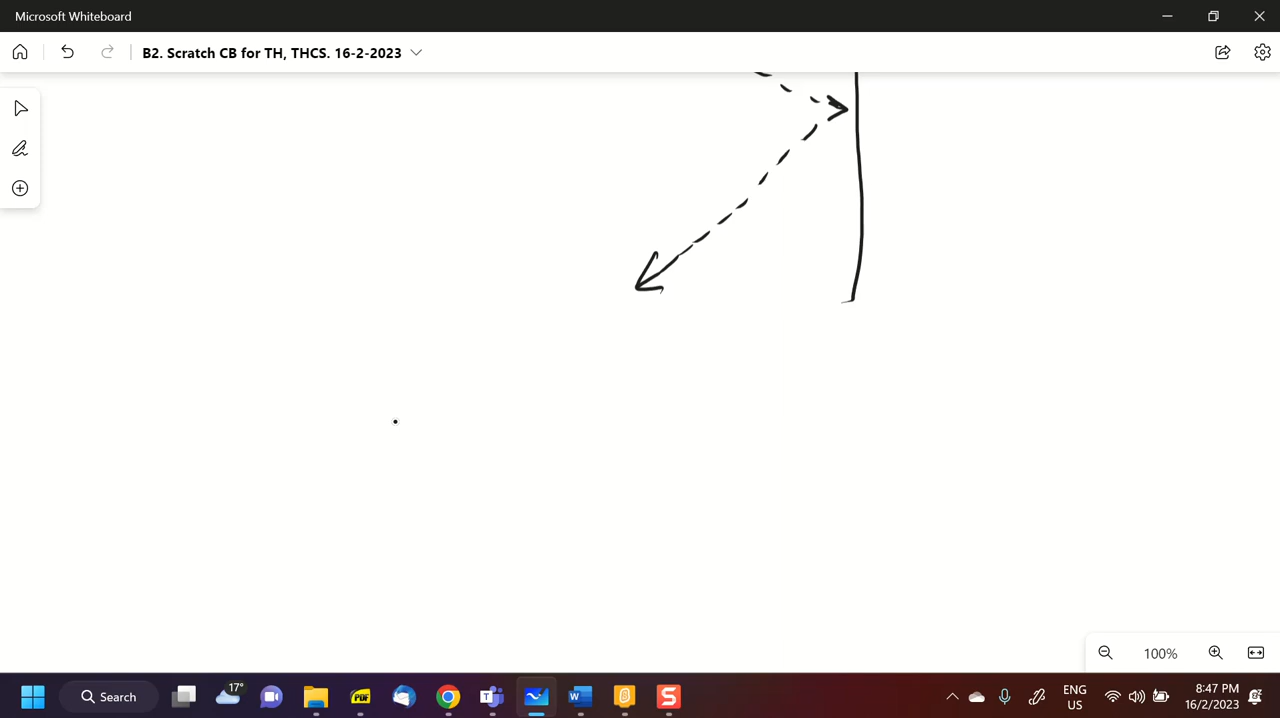 Microsoft Whiteboard
B2. Scratch CB for TH, THCS. 16-2-2023
100%
Search
17°
PDF
W
S
ENG
US
8:47 PM
16/2/2023